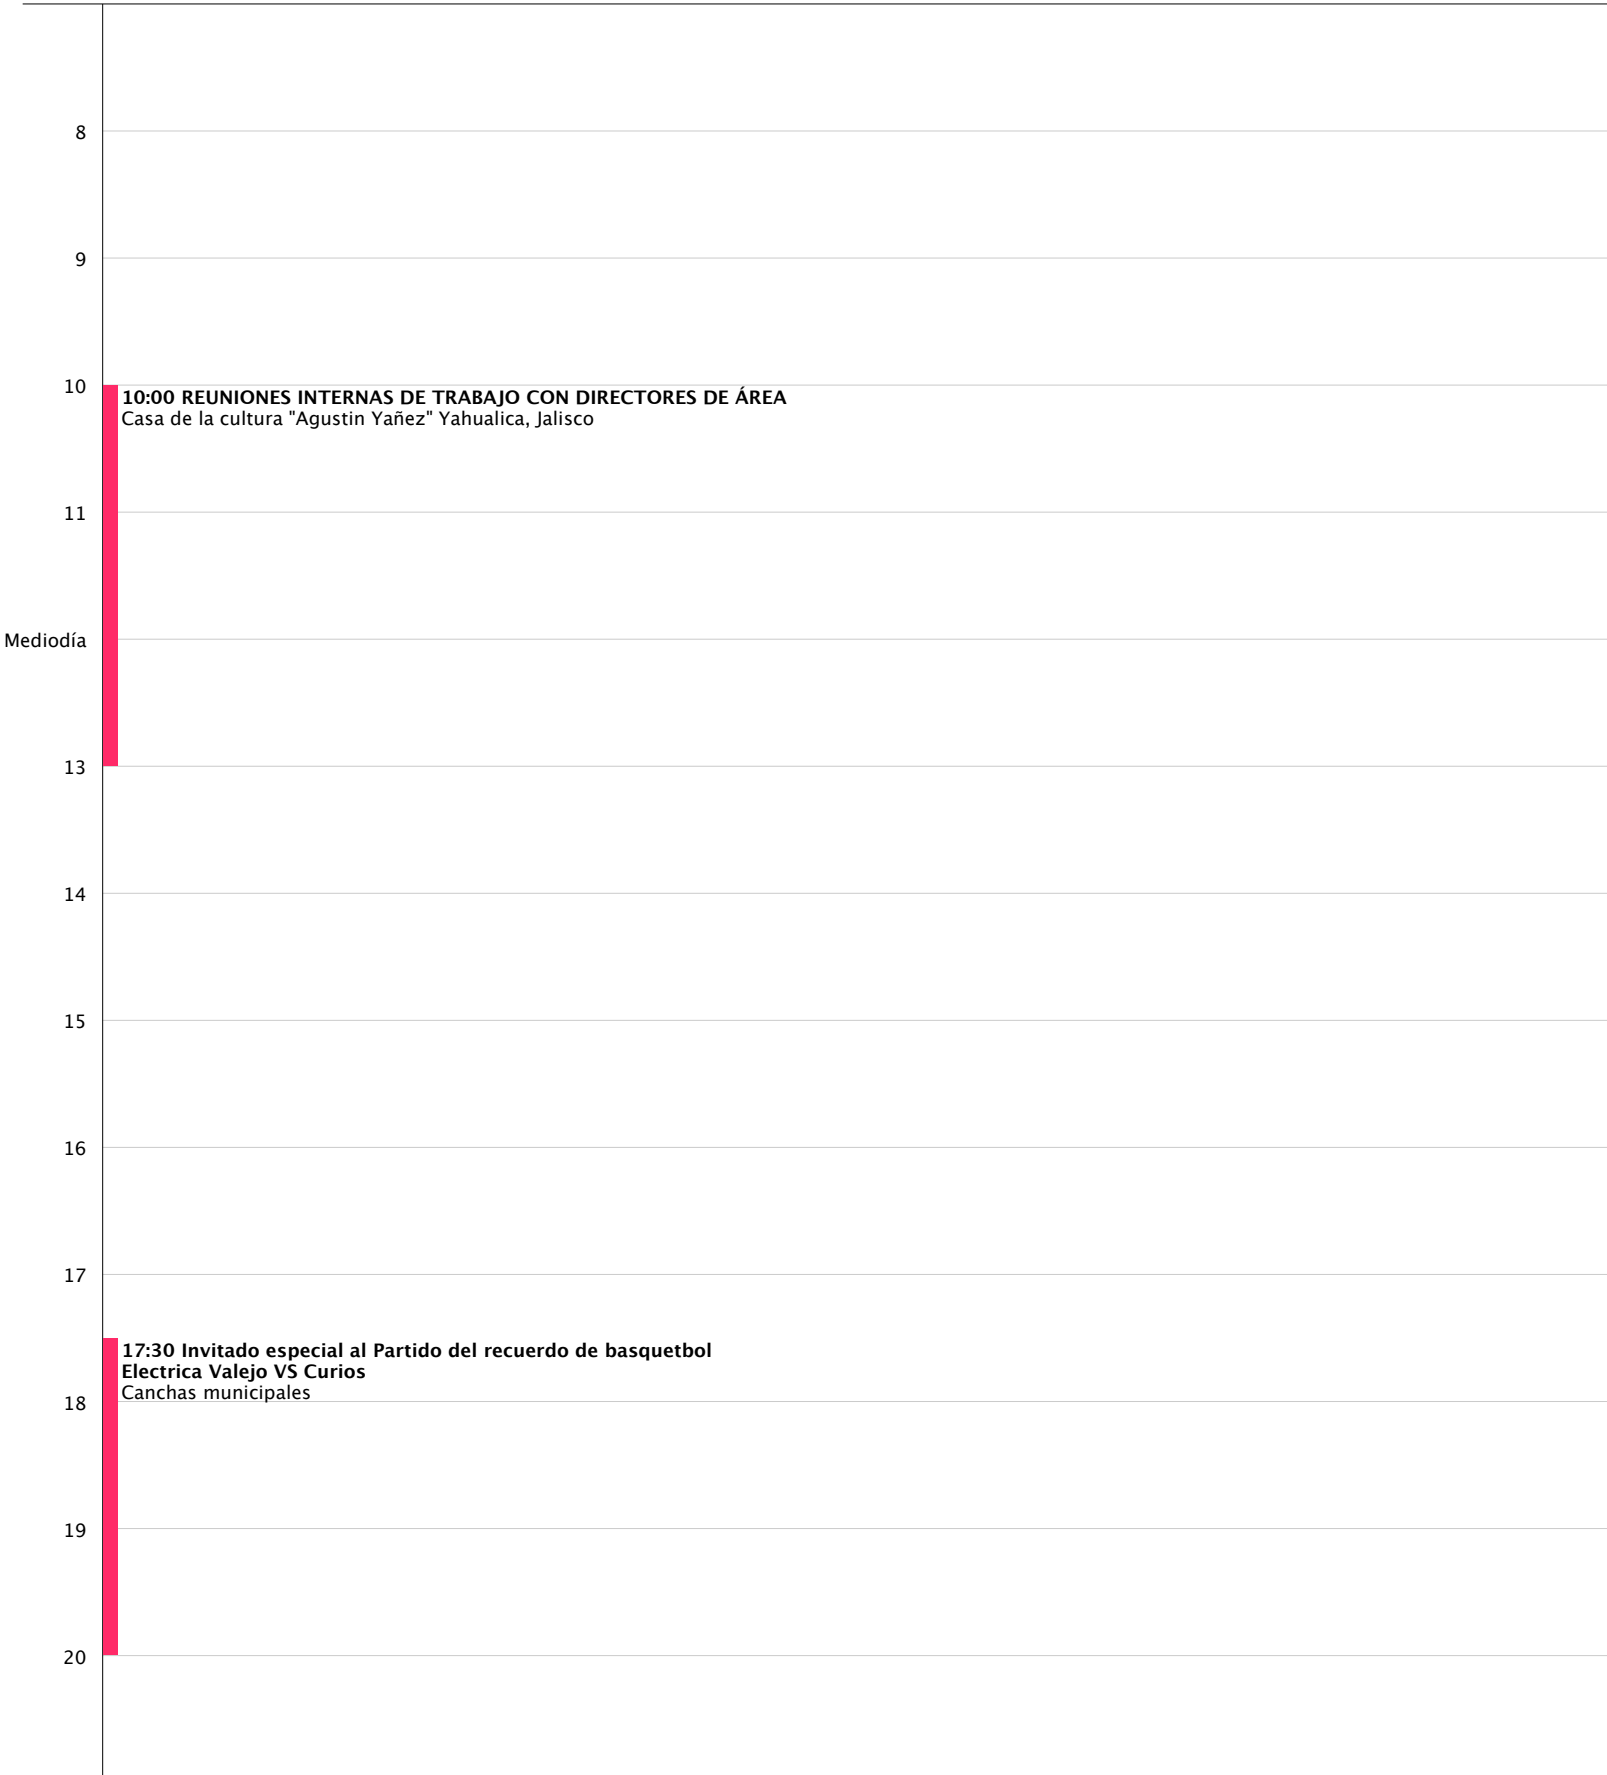 8
9
10
10:00 REUNIONES INTERNAS DE TRABAJO CON DIRECTORES DE ÁREA
Casa de la cultura "Agustin Yañez" Yahualica, Jalisco
11
Mediodía
13
14
15
16
17
17:30 Invitado especial al Partido del recuerdo de basquetbol
Electrica Valejo VS Curios
Canchas municipales
18
19
20